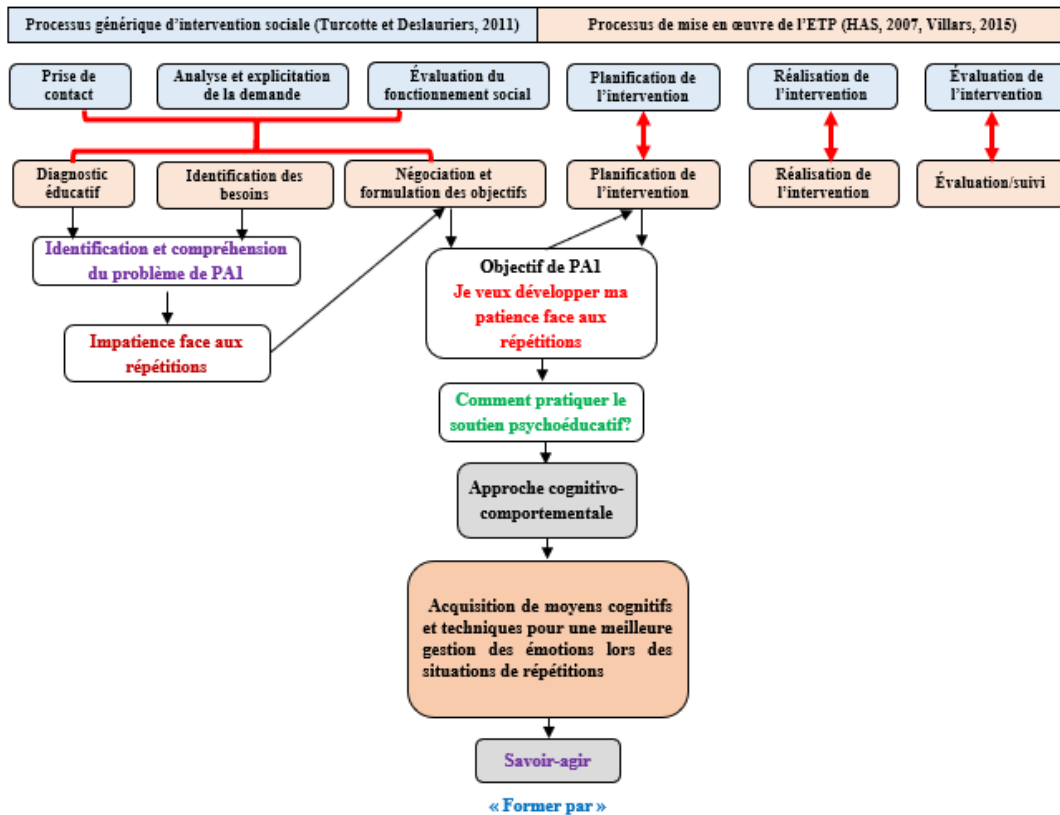 Processus générique d'intervention sociale (Turcotte et Deslauriers, 2011)
Processus de mise en œuvre de l'ETP (HAS, 2007, Villars, 2015)
Prise de
contact
Analyse et explicitation
de la demande
Évaluation du
fonctionnement social
Planification de
l'intervention
Réalisation de
l'intervention
Évaluation de
l'intervention
Diagnostic
éducatif
Identification des
besoins
Négociation et
formulation des objectifs
Planification de
l'intervention
Réalisation de
l'intervention
Évaluation/suivi
Identification et compréhension
du problème de PA1
Impatience face aux
répétitions
Objectif de PA1
Je veux développer ma
patience face aux
répétitions
Comment pratiquer le
soutien psychoéducatif?
Approche cognitivo-
comportementale
Acquisition de moyens cognitifs
et techniques pour une meilleure
gestion des émotions lors des
situations de répétitions
Savoir-agir
« Former par »